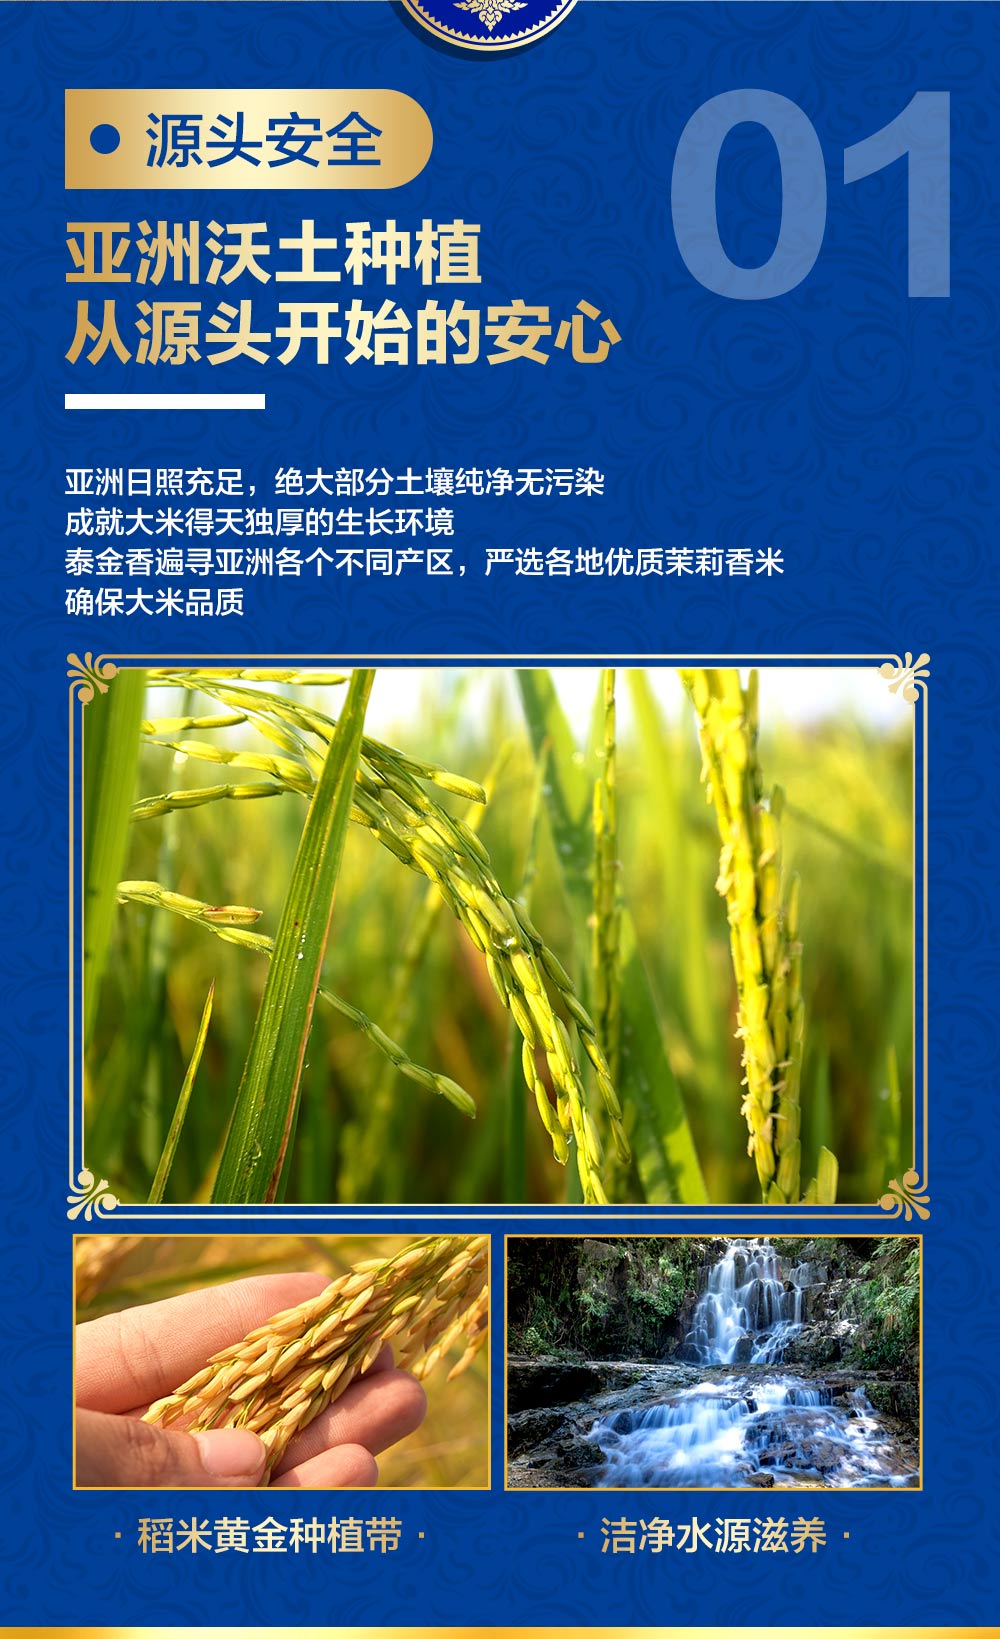 源头安全
01
亚洲沃土种植
从源头开始的安心
亚洲日照充足，绝大部分土壤纯净无污染
成就大米得天独厚的生长环境
泰金香遍寻亚洲各个不同产区，严选各地优质茉莉香米
确保大米品质
· 稻米黄金种植带 ·
· 洁净水源滋养 ·